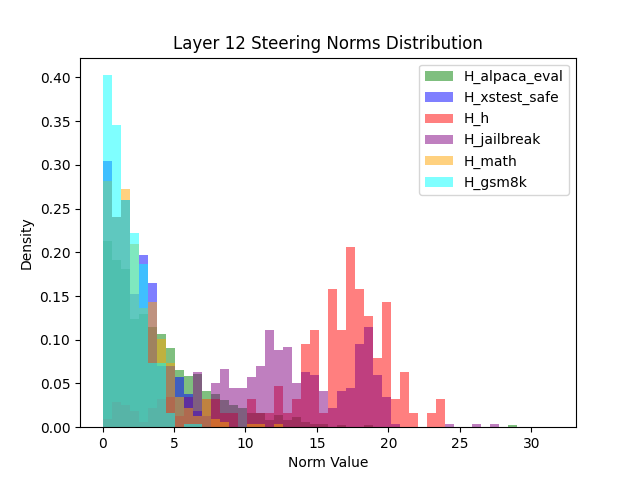 Layer 12 Steering Norms Distribution
H_alpaca_eval
H_xstest_safe
H_h
H_jailbreak
H_math
H_gsm8k
0.40
0.35
0.30
0.25
0.20
0.15
0.10
0.05
0.00
Density
0 5 10 15 20 25 30
Norm Value